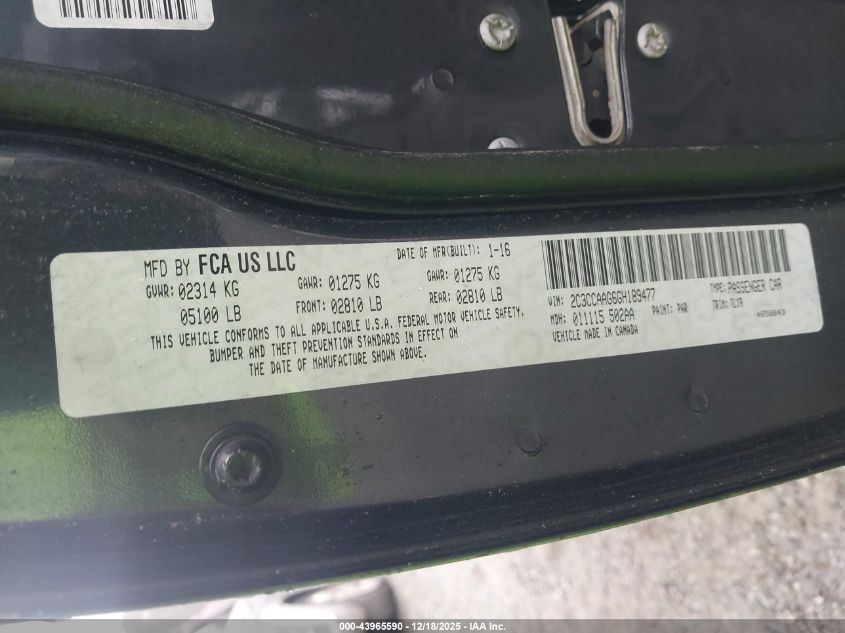 MFD BY FCA US LLC DATE OF MFR(BUILT): 1-16
GVWR: 02314 KG GAWR: 01275 KG GAWR: 01275 KG
05100 LB FRONT: 02810 LB REAR: 02810 LB
THIS VEHICLE CONFORMS TO ALL APPLICABLE U.S.A. FEDERAL MOTOR VEHICLE SAFETY,
BUMPER AND THEFT PREVENTION STANDARDS IN EFFECT ON
THE DATE OF MANUFACTURE SHOWN ABOVE.
VIN: 2C3CCAAG6GH189477 TYPE: PASSENGER CAR
MDH: 011115 502AA PAINT: PAR TRIM: TLX9
VEHICLE MADE IN CANADA 4658843
000-43965590 - 12/18/2025 - IAA Inc.